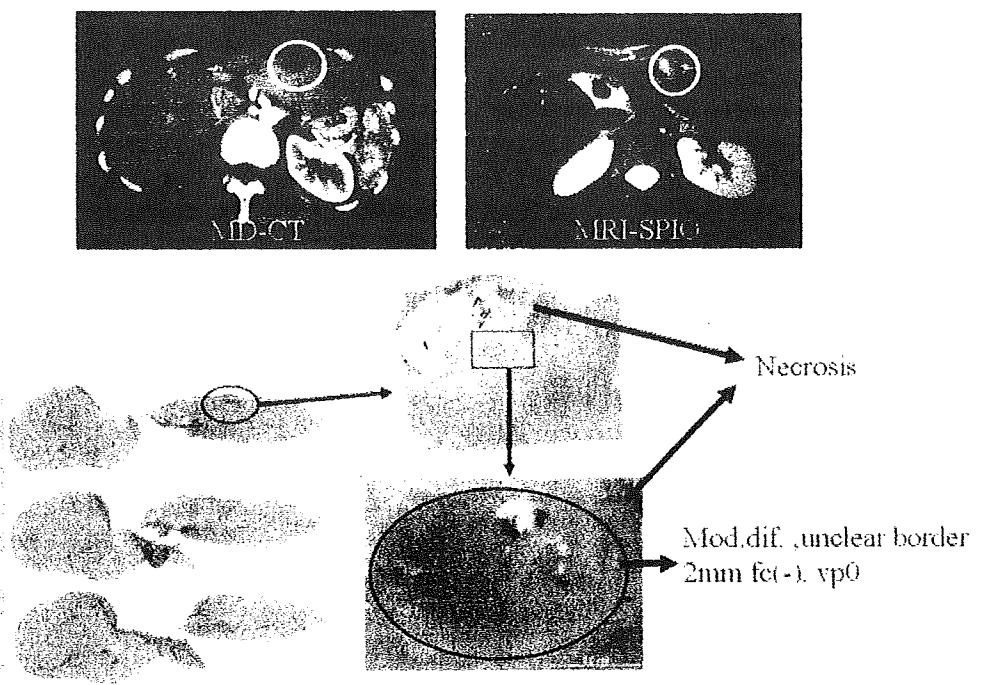 MD-CT
MRI-SPIO
Necrosis
Mod.dif. ,unclear border
2mm fc(-). vp0